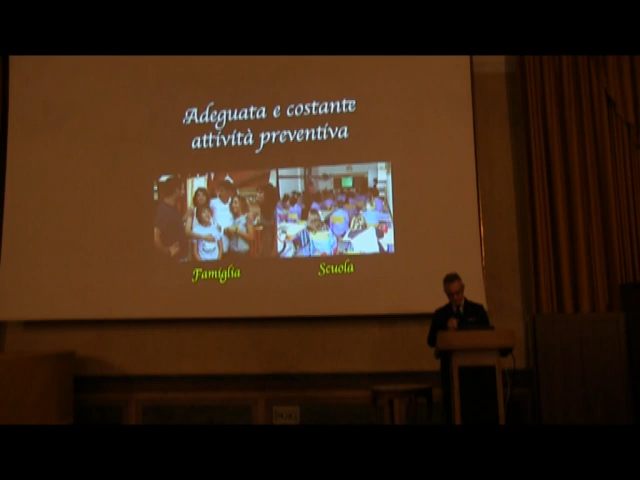 Adeguata e costante
attività preventiva
Famiglia
Scuola